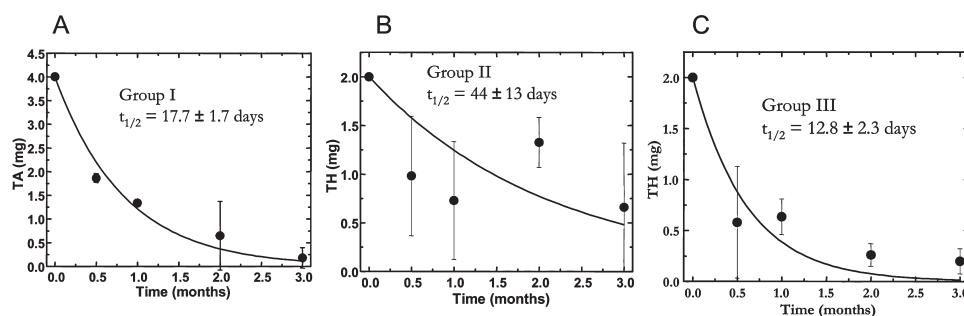 A
TA (mg)
4.5
4.0
3.5
3.0
2.5
2.0
1.5
1.0
0.5
0.0
Group I
t1/2 = 17.7 ± 1.7 days
0.0 0.5 1.0 1.5 2.0 2.5 3.0
Time (months)
B
TH (mg)
2.0
1.5
1.0
0.5
0.0
Group II
t1/2 = 44 ± 13 days
0.0 0.5 1.0 1.5 2.0 2.5 3.0
Time (months)
C
TH (mg)
2.0
1.5
1.0
0.5
0.0
Group III
t1/2 = 12.8 ± 2.3 days
0.0 0.5 1.0 1.5 2.0 2.5 3.0
Time (months)